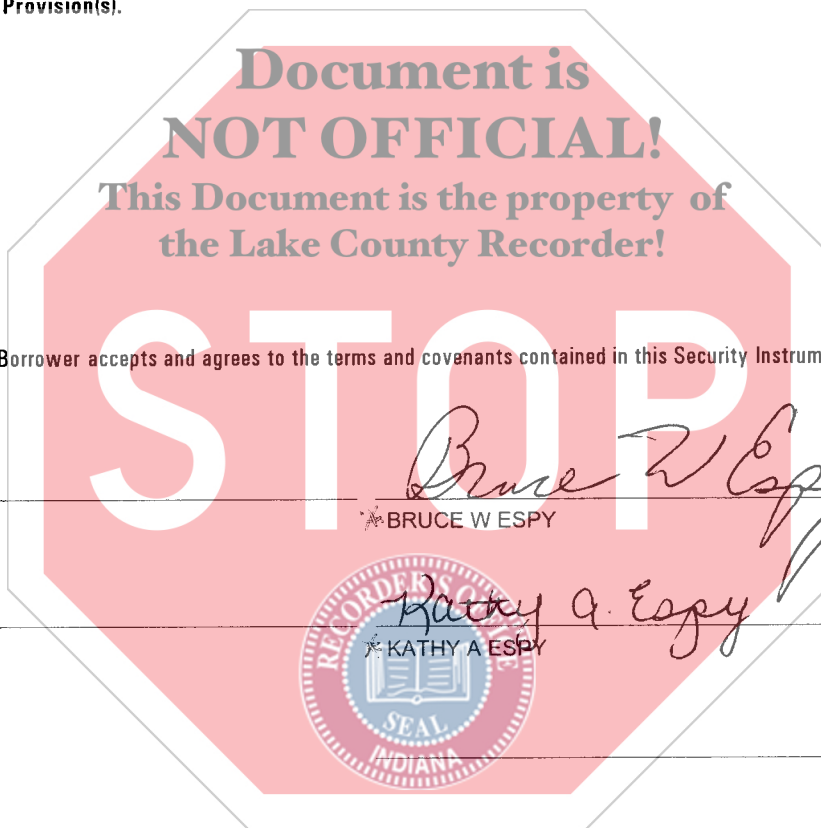 Provision(s).
Document is
NOT OFFICIAL!
This Document is the property of
the Lake County Recorder!
STOP
Borrower accepts and agrees to the terms and covenants contained in this Security Instrum
Bruce W Esp
BRUCE W ESPY
Kathy A. Espy
KATHY A ESPY
RECORDER'S OFFICE
SEAL
INDIANA